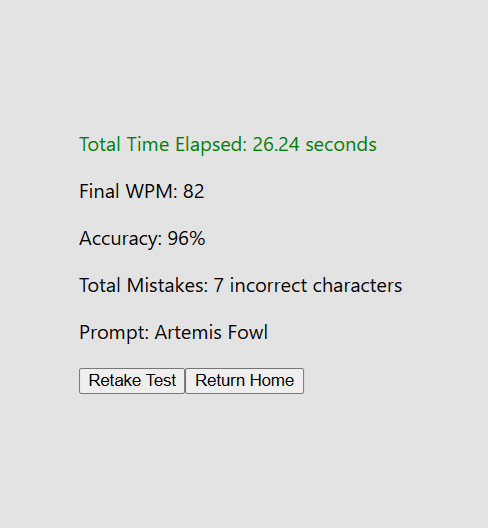 Total Time Elapsed: 26.24 seconds
Final WPM: 82
Accuracy: 96%
Total Mistakes: 7 incorrect characters
Prompt: Artemis Fowl
Retake Test Return Home